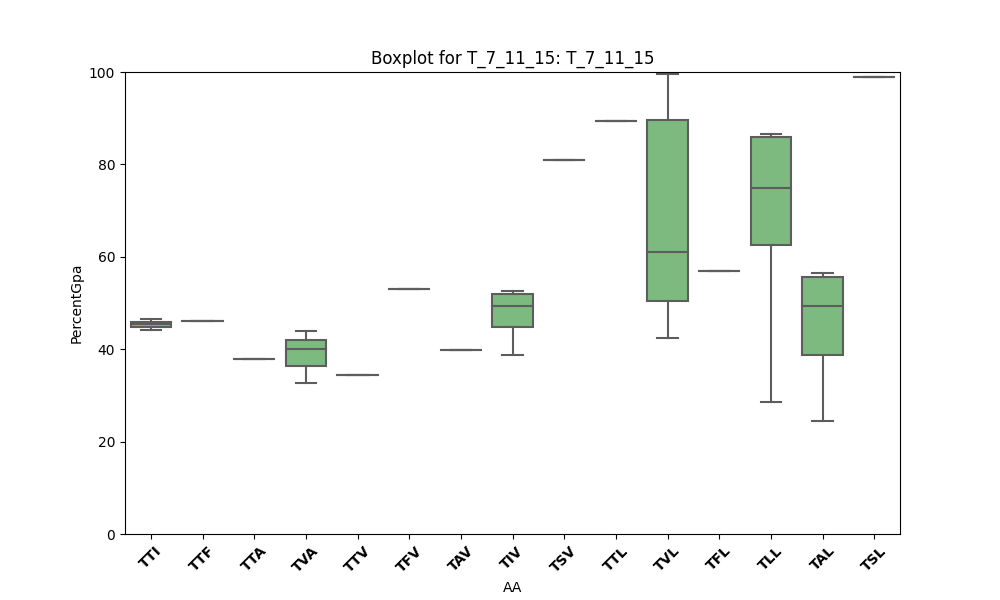 Boxplot for T_7_11_15: T_7_11_15
100
80
60
40
20
0
PercentGpa
TTI TTF TTA TVA TTV TFV TAV TIV TSV TTL TVL TFL TLL TAL TSL
AA